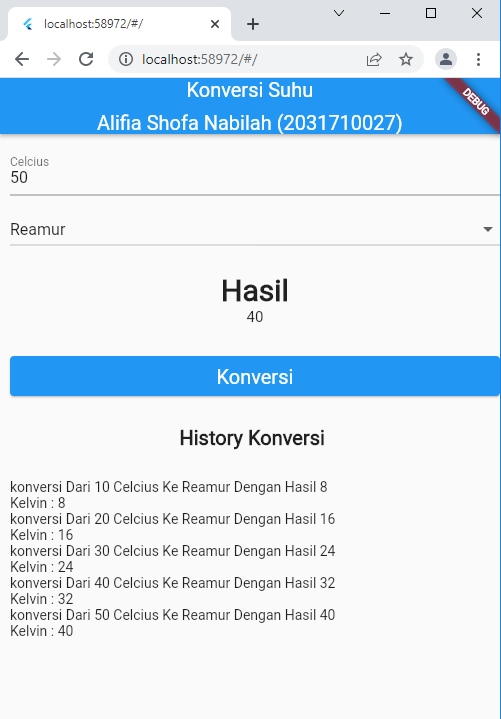 localhost:58972/#/
localhost:58972/#/
Konversi Suhu
Alifia Shofa Nabilah (2031710027)
DEBUG
Celcius
50
Reamur
Hasil
40
Konversi
History Konversi
konversi Dari 10 Celcius Ke Reamur Dengan Hasil 8
Kelvin : 8
konversi Dari 20 Celcius Ke Reamur Dengan Hasil 16
Kelvin : 16
konversi Dari 30 Celcius Ke Reamur Dengan Hasil 24
Kelvin : 24
konversi Dari 40 Celcius Ke Reamur Dengan Hasil 32
Kelvin : 32
konversi Dari 50 Celcius Ke Reamur Dengan Hasil 40
Kelvin : 40